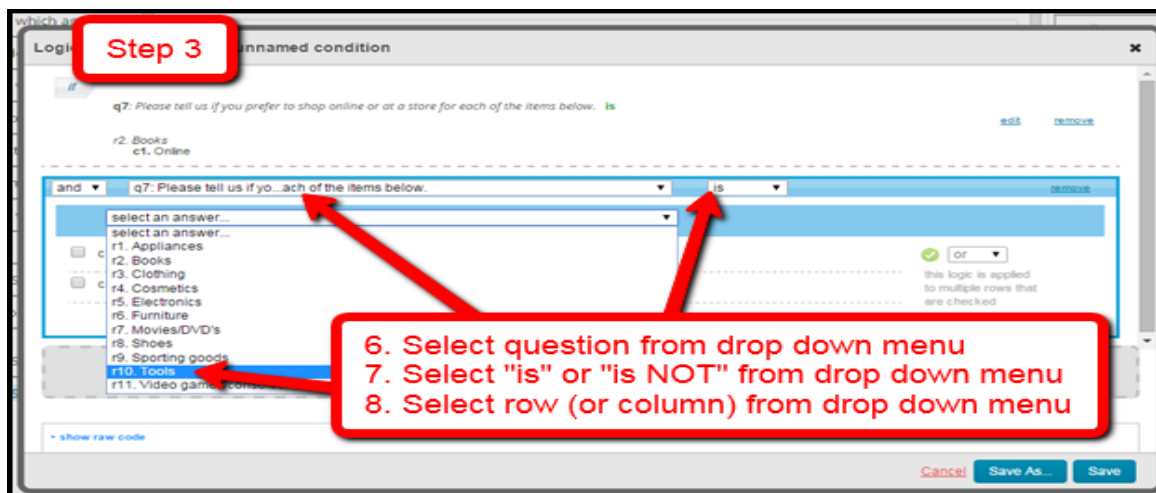 which as
Step 3
Logi unnamed condition ×
if
q7: Please tell us if you prefer to shop online or at a store for each of the items below. is
edit remove
r2. Books
c1. Online
and q7: Please tell us if yo...ach of the items below. is remove
select an answer...
select an answer...
r1. Appliances
r2. Books
c or
r3. Clothing
this logic is applied
r4. Cosmetics
c to multiple rows that
r5. Electronics
are checked
r6. Furniture
r7. Movies/DVD's
r8. Shoes
r9. Sporting goods
r10. Tools
r11. Video game consol
6. Select question from drop down menu
7. Select "is" or "is NOT" from drop down menu
8. Select row (or column) from drop down menu
+ show raw code
Cancel Save As... Save